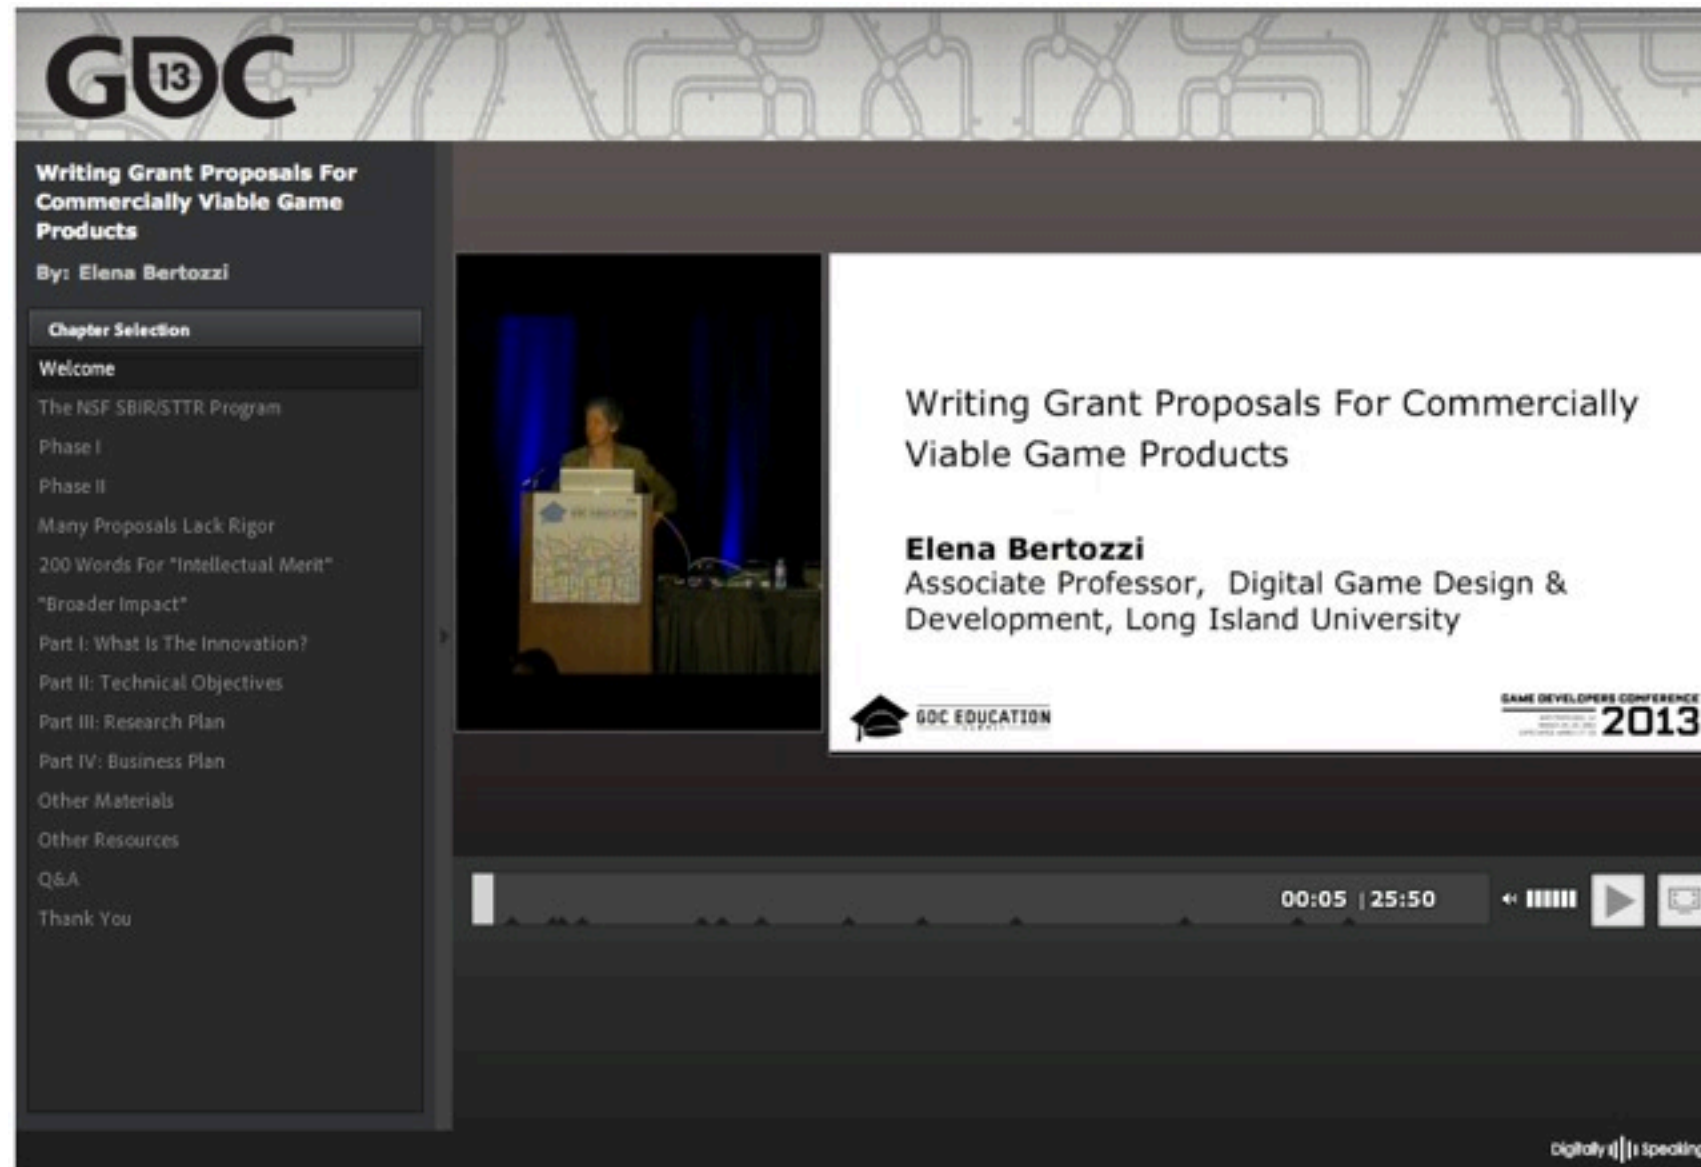 GDC
13
Writing Grant Proposals For
Commercially Viable Game
Products
By: Elena Bertozzi
Chapter Selection
Welcome
The NSF SBIR/STTR Program
Phase I
Phase II
Many Proposals Lack Rigor
200 Words For "Intellectual Merit"
"Broader Impact"
Part I: What Is The Innovation?
Part II: Technical Objectives
Part III: Research Plan
Part IV: Business Plan
Other Materials
Other Resources
Q&A
Thank You
GDC EDUCATION
Writing Grant Proposals For Commercially
Viable Game Products
Elena Bertozzi
Associate Professor,  Digital Game Design &
Development, Long Island University
GDC EDUCATION
GAME DEVELOPERS CONFERENCE
2013
00:05 | 25:50
Digitally Speaking